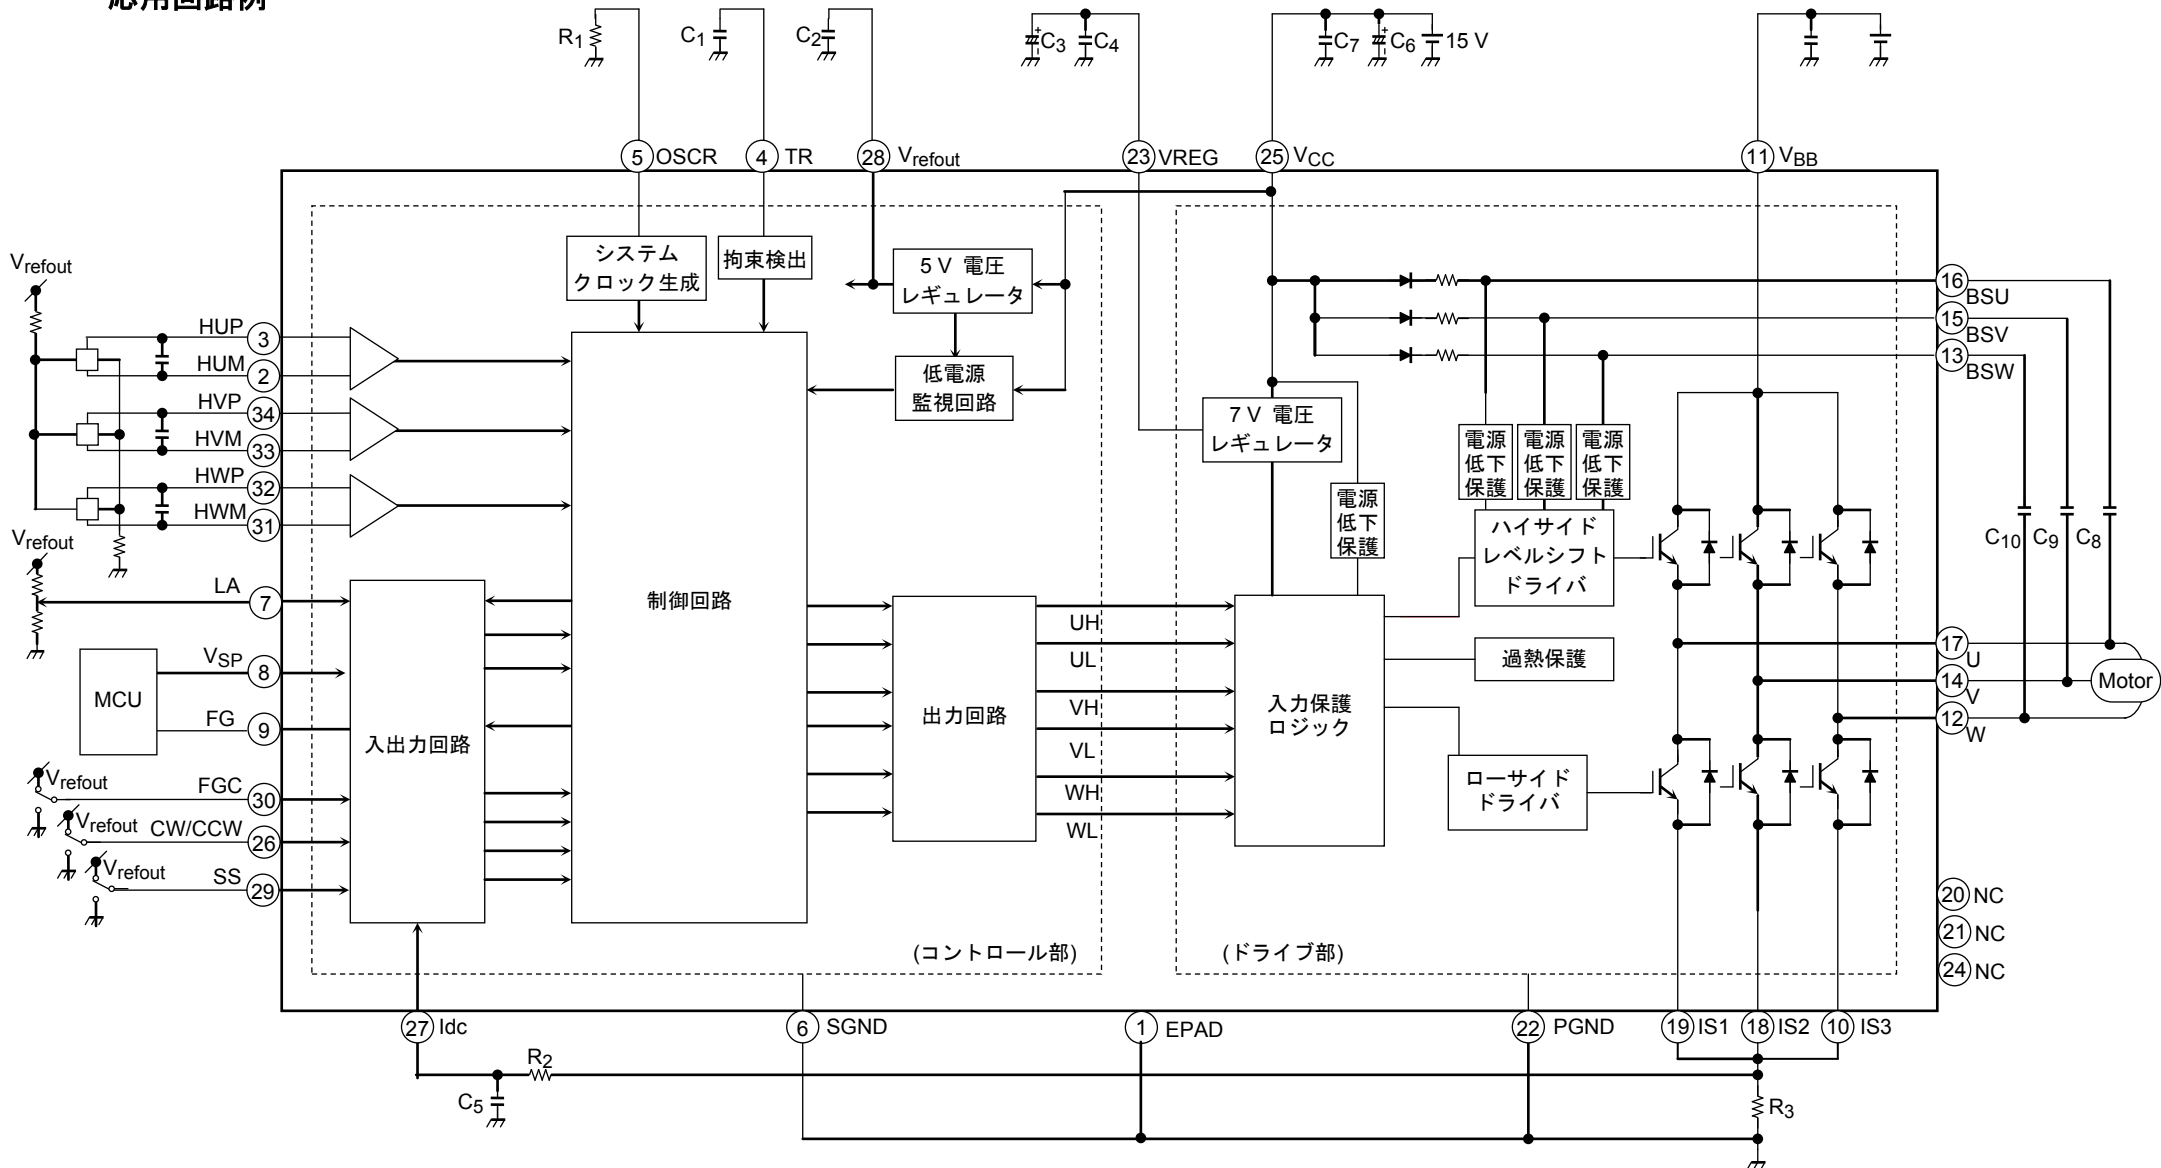 応用回路例
R1
C1
C2
C3
C4
C7
C6
15 V
5 OSCR
4 TR
28 Vrefout
23 VREG
25 VCC
11 VBB
システム
クロック生成
拘束検出
5 V 電圧
レギュレータ
低電源
監視回路
7 V 電圧
レギュレータ
電源
低下
保護
電源
低下
保護
電源
低下
保護
電源
低下
保護
ハイサイド
レベルシフト
ドライバ
16
BSU
15
BSV
13
BSW
Vrefout
HUP 3
HUM 2
HVP 34
HVM 33
HWP 32
HWM 31
Vrefout
LA 7
MCU
VSP 8
FG 9
Vrefout
FGC 30
Vrefout
CW/CCW 26
Vrefout
SS 29
入出力回路
制御回路
出力回路
UH
UL
VH
VL
WH
WL
入力保護
ロジック
過熱保護
ローサイド
ドライバ
C10
C9
C8
17
U
14
V
12
W
Motor
20 NC
21 NC
24 NC
(コントロール部)
(ドライブ部)
27 Idc
6 SGND
1 EPAD
22 PGND
19 IS1
18 IS2
10 IS3
R2
C5
R3